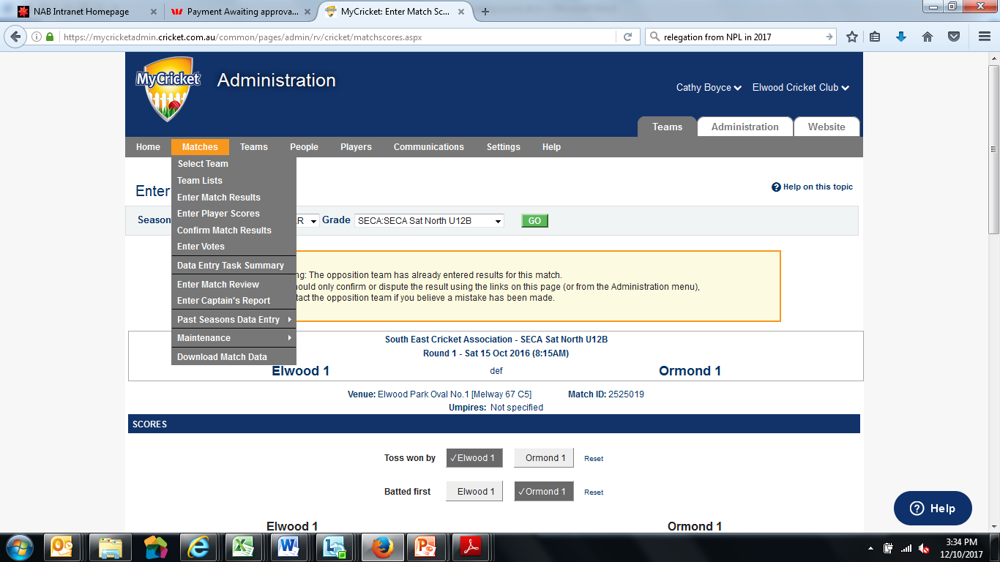 NAB Intranet Homepage
Payment Awaiting approva...
MyCricket: Enter Match Sc...
https://mycricketadmin.cricket.com.au/common/pages/admin/rv/cricket/matchscores.aspx
relegation from NPL in 2017
MyCricket
Administration
Cathy Boyce
Elwood Cricket Club
Teams
Administration
Website
Home
Matches
Teams
People
Players
Communications
Settings
Help
Select Team
Team Lists
Enter Match Results
Enter Player Scores
Confirm Match Results
Enter Votes
Data Entry Task Summary
Enter Match Review
Enter Captain's Report
Past Seasons Data Entry
Maintenance
Download Match Data
Enter
Help on this topic
Season
R
Grade
SECA:SECA Sat North U12B
GO
ng: The opposition team has already entered results for this match.
ould only confirm or dispute the result using the links on this page (or from the Administration menu),
tact the opposition team if you believe a mistake has been made.
South East Cricket Association - SECA Sat North U12B
Round 1 - Sat 15 Oct 2016 (8:15AM)
Elwood 1
def
Ormond 1
Venue: Elwood Park Oval No.1 [Melway 67 C5]
Match ID: 2525019
Umpires: Not specified
SCORES
Toss won by
✓Elwood 1
Ormond 1
Reset
Batted first
Elwood 1
✓Ormond 1
Reset
Elwood 1
Ormond 1
Help
3:34 PM
12/10/2017